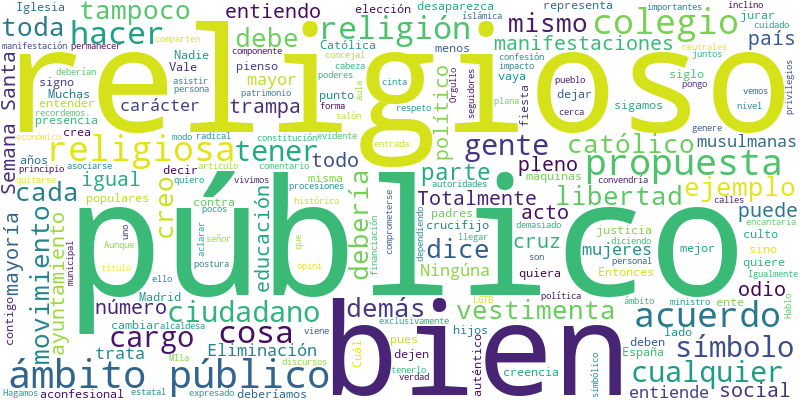 Iglesia
tampoco
entiendo
elección
desaparezca
islámica
representa
importantes
inclino
toda
hacer
religión
mismo
colegio
jurar
cuidado
manifestación
permanecer
comparten
debe
Católica
concejal
menos
manifestaciones
país
neutrales
juntos
religioso
Nadie
Vale
componente
pienso
cabeza
poderes
confesión
impacto
vaya
siglo
pueblo
pongo
Semana Santa
signo
Muchas
asistir
persona
mayor
patrimonio
cinta
aula
Orgullo
seguidores
plana
dejar
sigamos
vemos
nivel
privilegios
deberían
entender
recordemos
carácter
trampa
punto
forma
salón
respeto
político
fiesta
cerca
genere
presencia
crea
modo
radical
constitución
evidente
entrada
gente
católico
musulmanas
religiosa
tener
todo
propuesta
económico
años
principio
quitarse
asociarse
decir
quiero
artículo
vivimos
comentario
procesiones
misma
autoridades
parte
pleno
máquinas
convendría
calles
encantaría
cada
igual
populares
creo
contra
pocos
histórico
debería
Totalmente
libertad
ejemplo
público
mayoría
contigo
movimiento
ayuntamiento
municipal
uno
Aunque
título
aclarar
postura
señor
ello
que
opini
educación
padres
crucifijo
financiación
comprometerse
dependiendo
demasiado
llegar
acto
cruz
dice
Ninguna
son
justicia
diciendo
mujeres
personal
Entonces
mejor
puede
culto
sino
quiere
Igualmente
Hablo
número
Madrid
ciudadano
LGTB
política
quiera
odio
ámbito
ministro
ente
cargo
cosa
cambiar
alcaldesa
viene
demás
exclusivamente
vestimenta
hijos
acuerdo
deben
España
lado
bien
trata
MIla
Eliminación
discursos
Cuál
pues
dejen
tenerlo
verdad
auténtico
creencia
simbólico
símbolo
ámbito público
Hagamos
aconfesional
estatal
expresado
deberíamos
cualquier
entiende
social